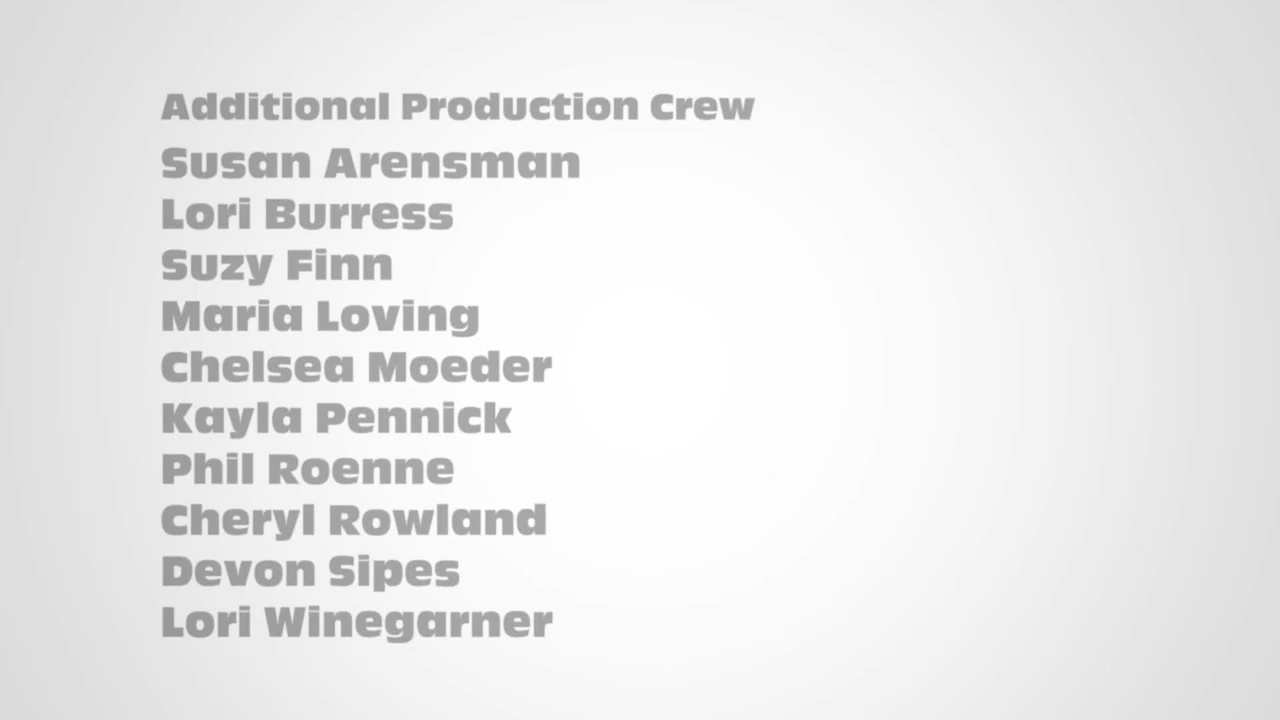 Additional Production Crew
Susan Arensman
Lori Burress
Suzy Finn
Maria Loving
Chelsea Moeder
Kayla Pennick
Phil Roenne
Cheryl Rowland
Devon Sipes
Lori Winegarner